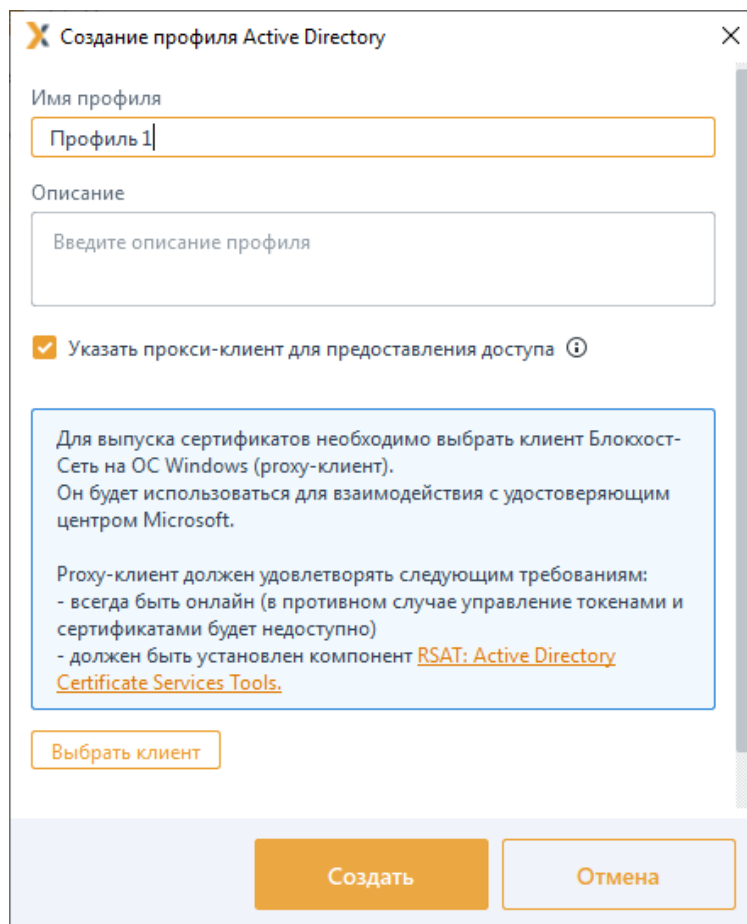 Создание профиля Active Directory
Имя профиля
Профиль 1
Описание
Введите описание профиля
Указать прокси-клиент для предоставления доступа
Для выпуска сертификатов необходимо выбрать клиент Блокхост-
Сеть на ОС Windows (proxy-клиент).
Он будет использоваться для взаимодействия с удостоверяющим
центром Microsoft.
Proxy-клиент должен удовлетворять следующим требованиям:
- всегда быть онлайн (в противном случае управление токенами и
сертификатами будет недоступно)
- должен быть установлен компонент RSAT: Active Directory
Certificate Services Tools.
Выбрать клиент
Создать
Отмена